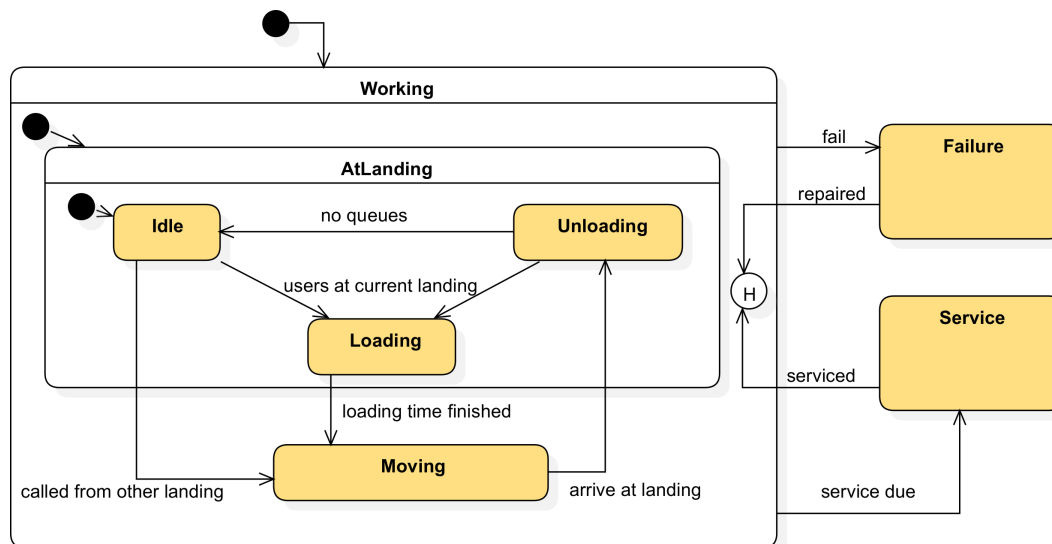 Working
fail
Failure
AtLanding
repaired
Idle
no queues
Unloading
users at current landing
H
Service
Loading
serviced
loading time finished
Moving
called from other landing
arrive at landing
service due